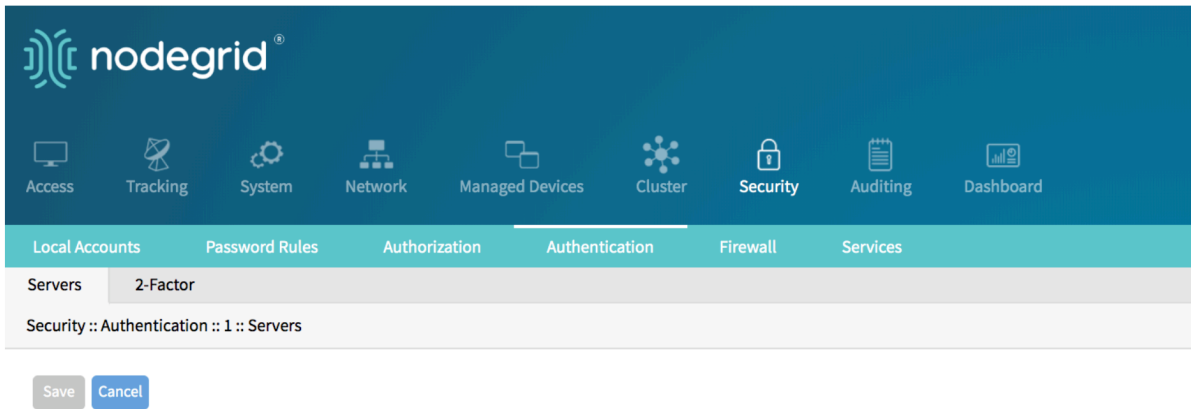 nodegrid®
Access Tracking System Network Managed Devices Cluster Security Auditing Dashboard
Local Accounts Password Rules Authorization Authentication Firewall Services
Servers 2-Factor
Security :: Authentication :: 1 :: Servers
Save Cancel